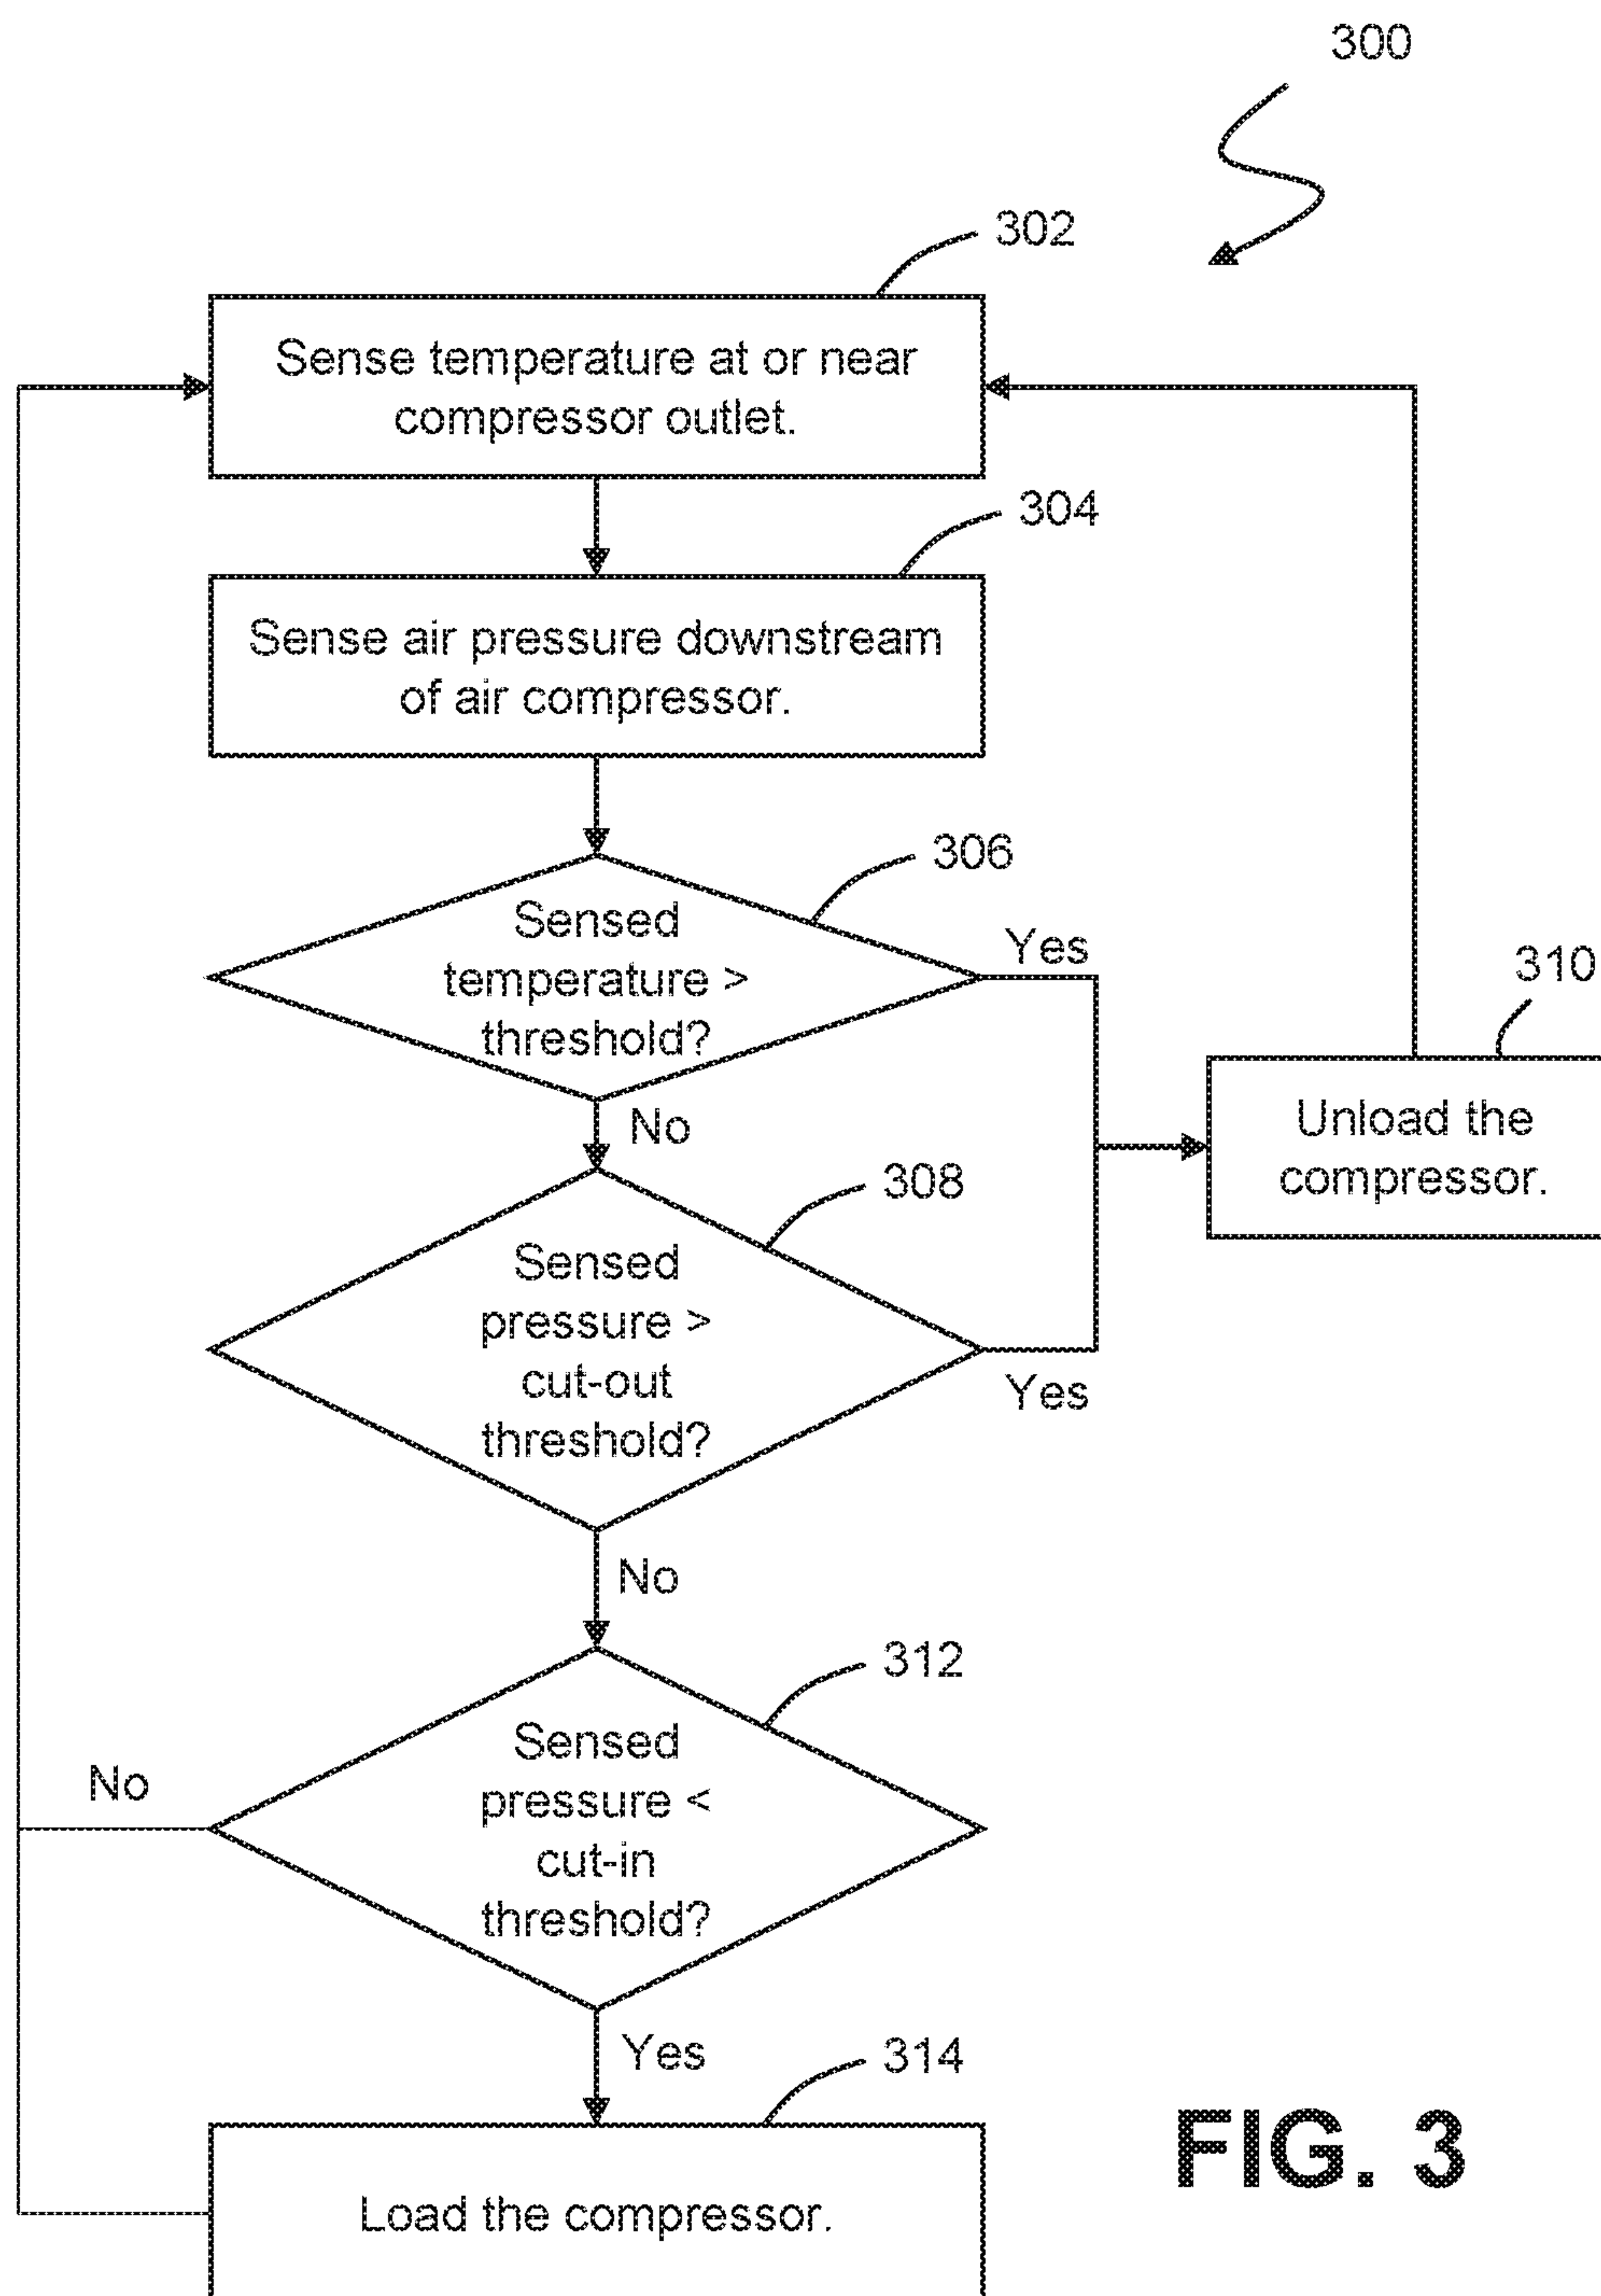 300
302
Sense temperature at or near
compressor outlet.
304
Sense air pressure downstream
of air compressor.
306
Sensed
temperature >
threshold?
Yes
310
Unload the
compressor.
No
308
Sensed
pressure >
cut-out
threshold?
Yes
No
312
Sensed
pressure <
cut-in
threshold?
No
Yes
314
Load the compressor.
FIG. 3